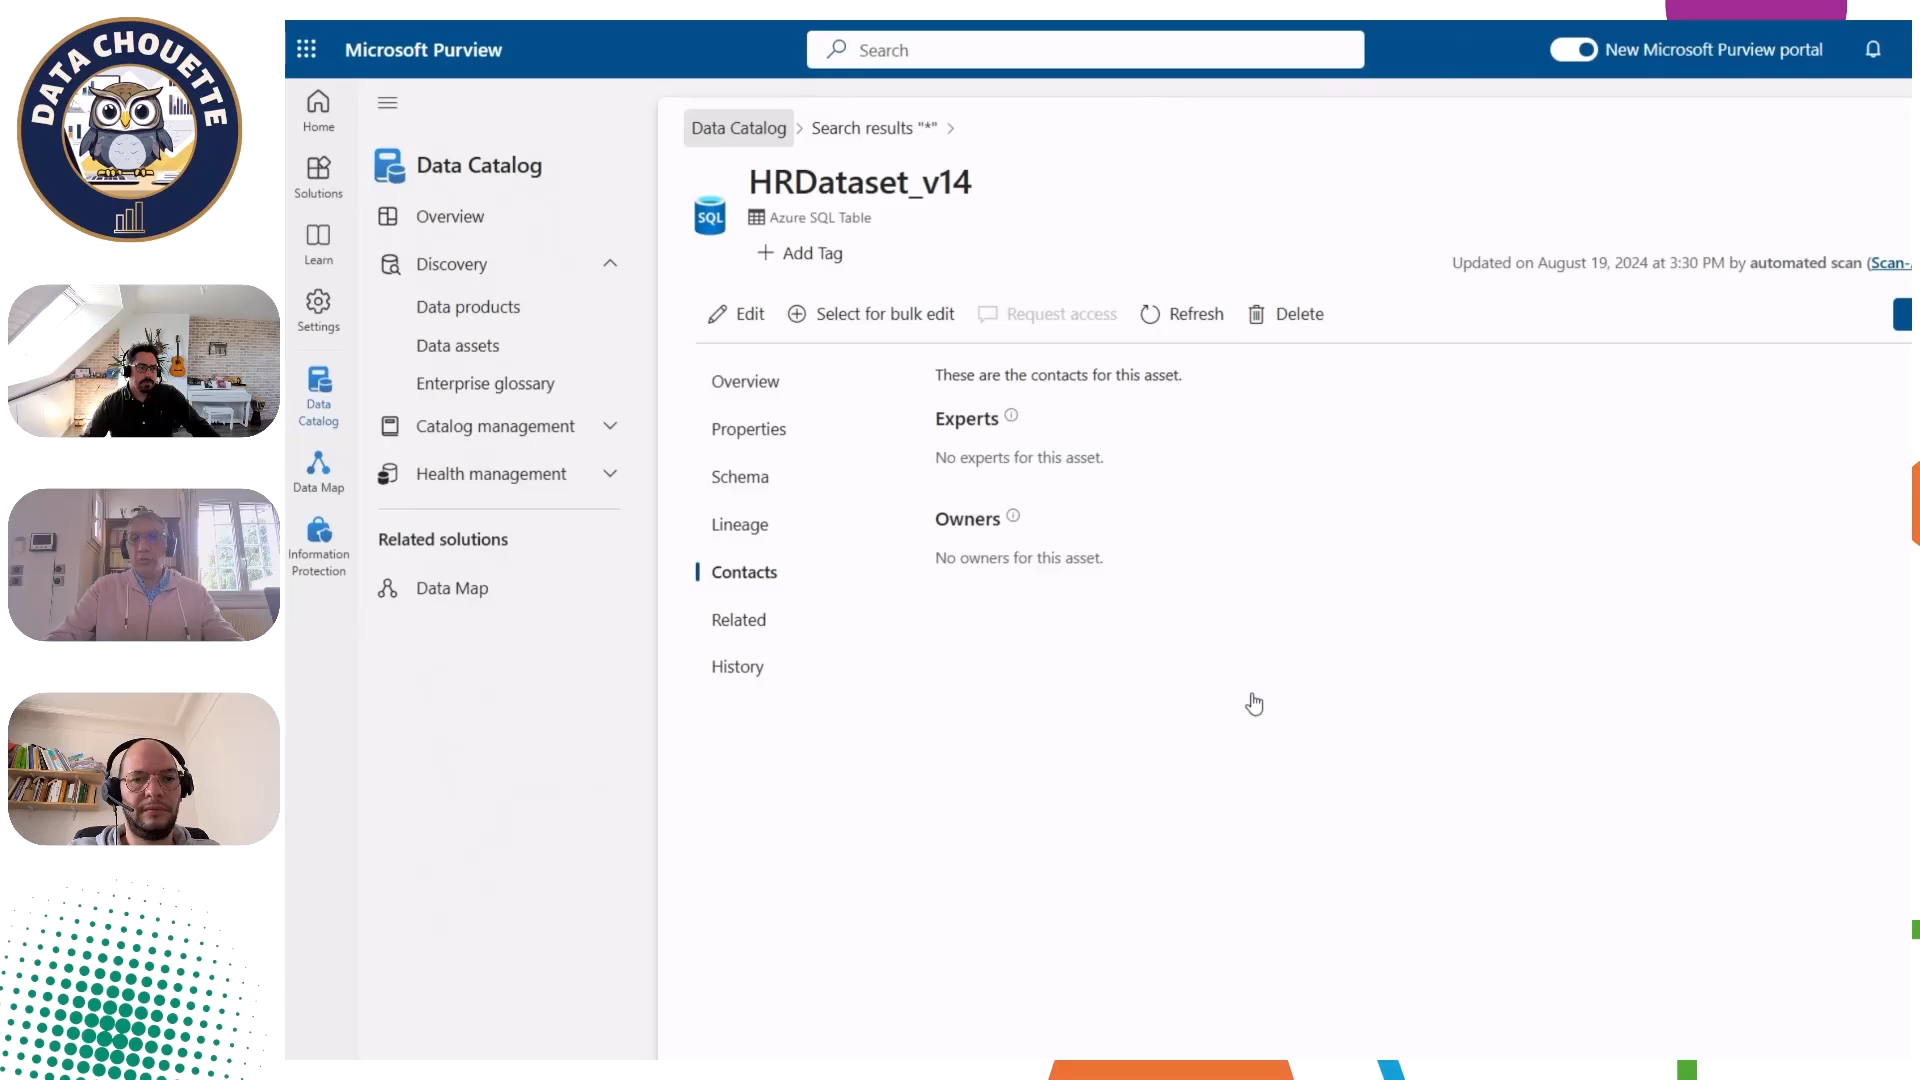 DATA CHOUETTE
Microsoft Purview
Search
New Microsoft Purview portal
Home
Solutions
Learn
Settings
Data
Catalog
Data Map
Information
Protection
Data Catalog
Overview
Discovery
Data products
Data assets
Enterprise glossary
Catalog management
Health management
Related solutions
Data Map
Data Catalog > Search results "*" >
HRDataset_v14
SQL
Azure SQL Table
Add Tag
Updated on August 19, 2024 at 3:30 PM by automated scan (Scan-
Edit
Select for bulk edit
Request access
Refresh
Delete
Overview
Properties
Schema
Lineage
Contacts
Related
History
These are the contacts for this asset.
Experts
No experts for this asset.
Owners
No owners for this asset.